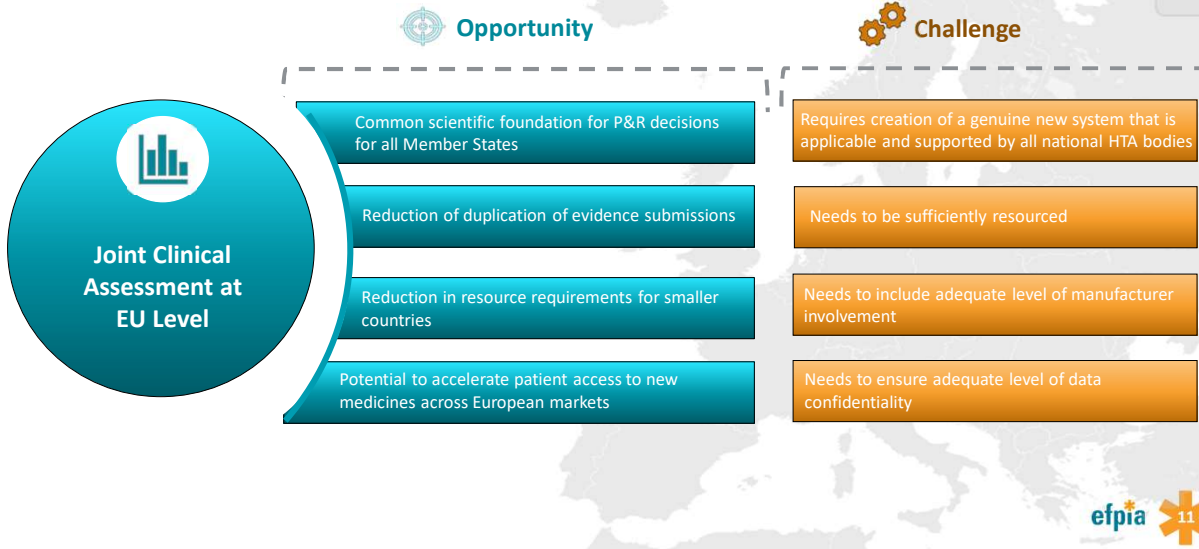 Opportunity
Challenge
Joint Clinical
Assessment at
EU Level
Common scientific foundation for P&R decisions
for all Member States
Requires creation of a genuine new system that is
applicable and supported by all national HTA bodies
Reduction of duplication of evidence submissions
Needs to be sufficiently resourced
Reduction in resource requirements for smaller
countries
Needs to include adequate level of manufacturer
involvement
Potential to accelerate patient access to new
medicines across European markets
Needs to ensure adequate level of data
confidentiality
efpia
11